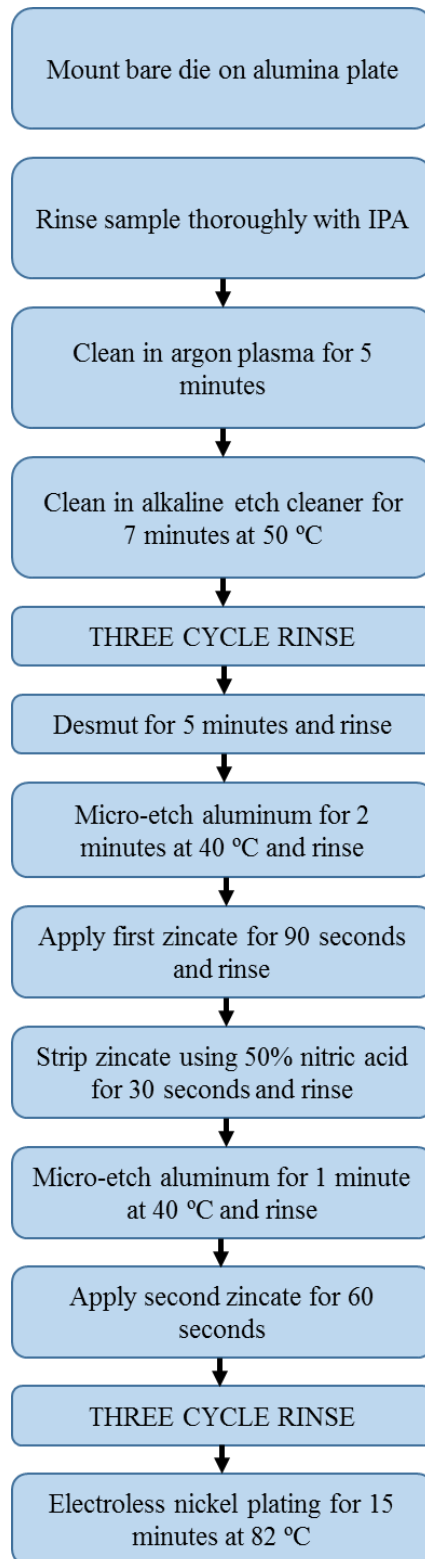 Mount bare die on alumina plate
Rinse sample thoroughly with IPA
Clean in argon plasma for 5
minutes
Clean in alkaline etch cleaner for
7 minutes at 50 ºC
THREE CYCLE RINSE
Desmut for 5 minutes and rinse
Micro-etch aluminum for 2
minutes at 40 ºC and rinse
Apply first zincate for 90 seconds
and rinse
Strip zincate using 50% nitric acid
for 30 seconds and rinse
Micro-etch aluminum for 1 minute
at 40 ºC and rinse
Apply second zincate for 60
seconds
THREE CYCLE RINSE
Electroless nickel plating for 15
minutes at 82 ºC